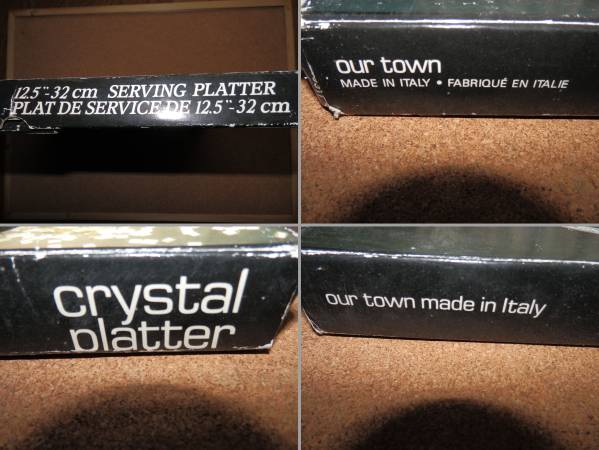 12.5"-32 cm SERVING PLATTER
PLAT DE SERVICE DE 12.5"-32 cm
our town
MADE IN ITALY • FABRIQUÉ EN ITALIE
crystal
platter
our town made in Italy